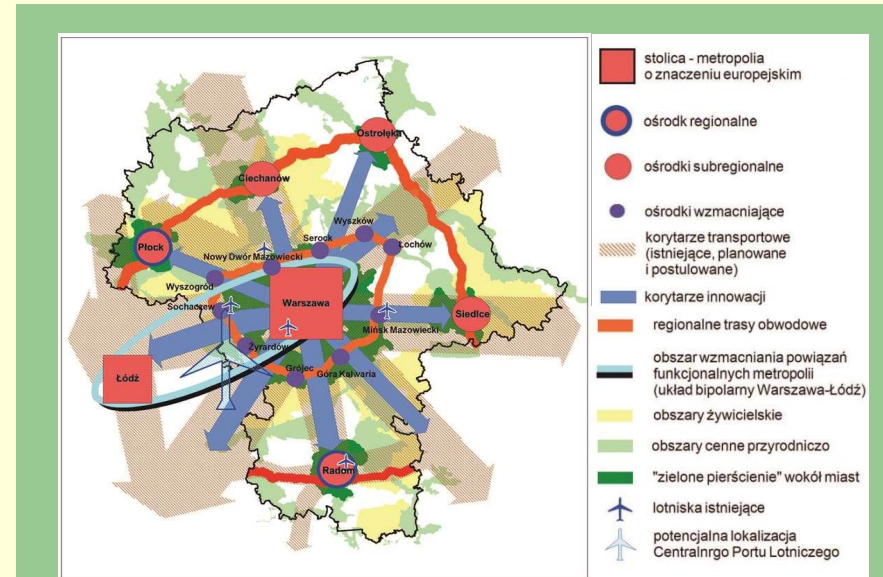 Ostrołęka
Ciechanów
Wyszków
Płock
Serock
Łochów
Nowy Dwór Mazowiecki
Wyszogród
Warszawa
Sochaczew
Siedlce
Mińsk Mazowiecki
Żyrardów
Łódź
Grójec
Góra Kalwaria
Radom
stolica - metropolia
o znaczeniu europejskim
ośrodk regionalne
ośrodki subregionalne
ośrodki wzmacniające
korytarze transportowe
(istniejące, planowane
i postulowane)
korytarze innowacji
regionalne trasy obwodowe
obszar wzmacniania powiązań
funkcjonalnych metropolii
(układ bipolarny Warszawa-Łódź)
obszary żywicielskie
obszary cenne przyrodniczo
"zielone pierścienie" wokół miast
lotniska istniejące
potencjalna lokalizacja
Centralnrgo Portu Lotniczego